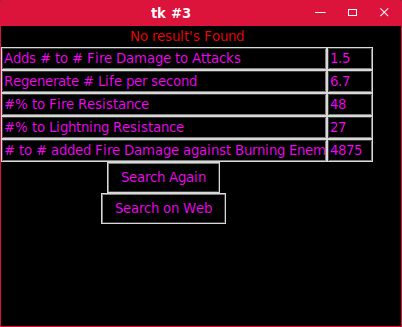 tk #3
No result's Found
Adds # to # Fire Damage to Attacks 1.5
Regenerate # Life per second 6.7
#% to Fire Resistance 48
#% to Lightning Resistance 27
# to # added Fire Damage against Burning Enem 4875
Search Again
Search on Web